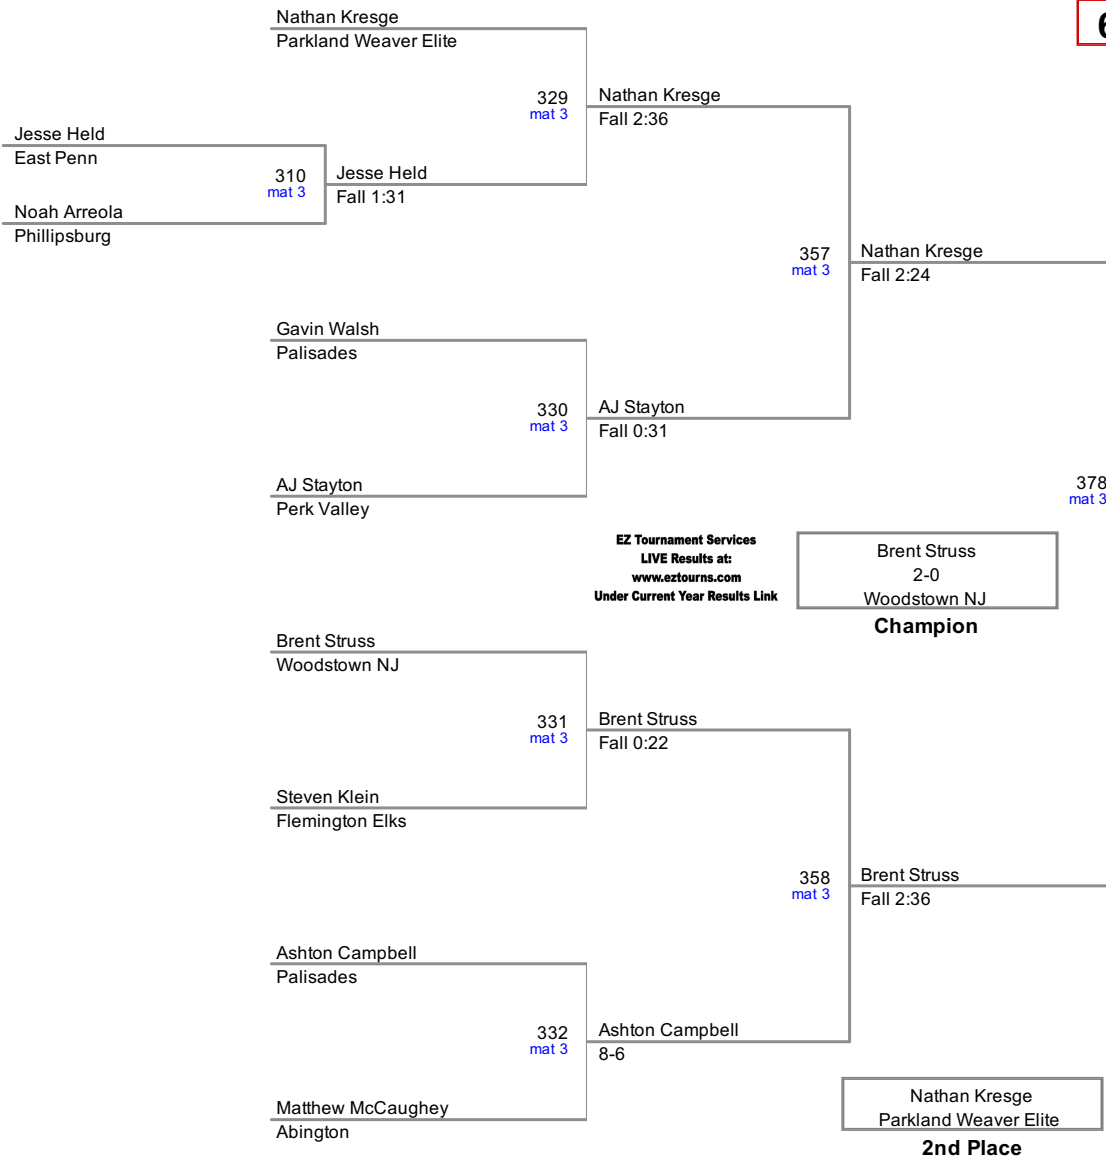 Nathan Kresge
Parkland Weaver Elite
6
329
mat 3
Nathan Kresge
Fall 2:36
Jesse Held
East Penn
310
mat 3
Jesse Held
Fall 1:31
Noah Arreola
Phillipsburg
357
mat 3
Nathan Kresge
Fall 2:24
Gavin Walsh
Palisades
330
mat 3
AJ Stayton
Fall 0:31
AJ Stayton
Perk Valley
378
mat 3
EZ Tournament Services
LIVE Results at:
www.eztourns.com
Under Current Year Results Link
Brent Struss
2-0
Woodstown NJ
Champion
Brent Struss
Woodstown NJ
331
mat 3
Brent Struss
Fall 0:22
Steven Klein
Flemington Elks
358
mat 3
Brent Struss
Fall 2:36
Ashton Campbell
Palisades
332
mat 3
Ashton Campbell
8-6
Matthew McCaughey
Abington
Nathan Kresge
Parkland Weaver Elite
2nd Place